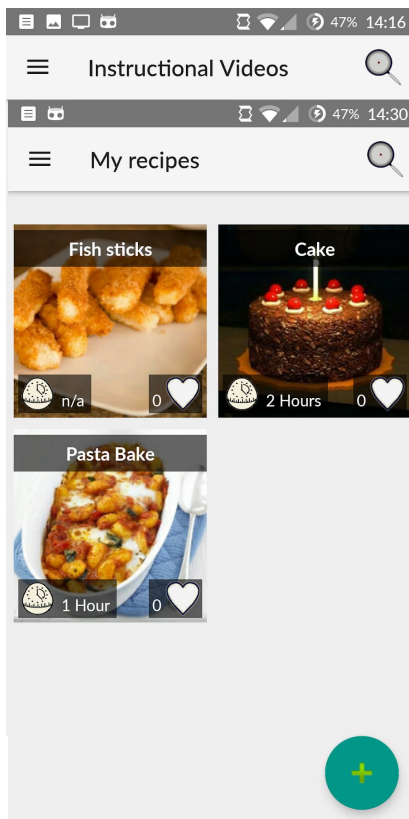 47% 14:16
Instructional Videos
47% 14:30
My recipes
Fish sticks
Cake
n/a
0
2 Hours
0
Pasta Bake
1 Hour
0